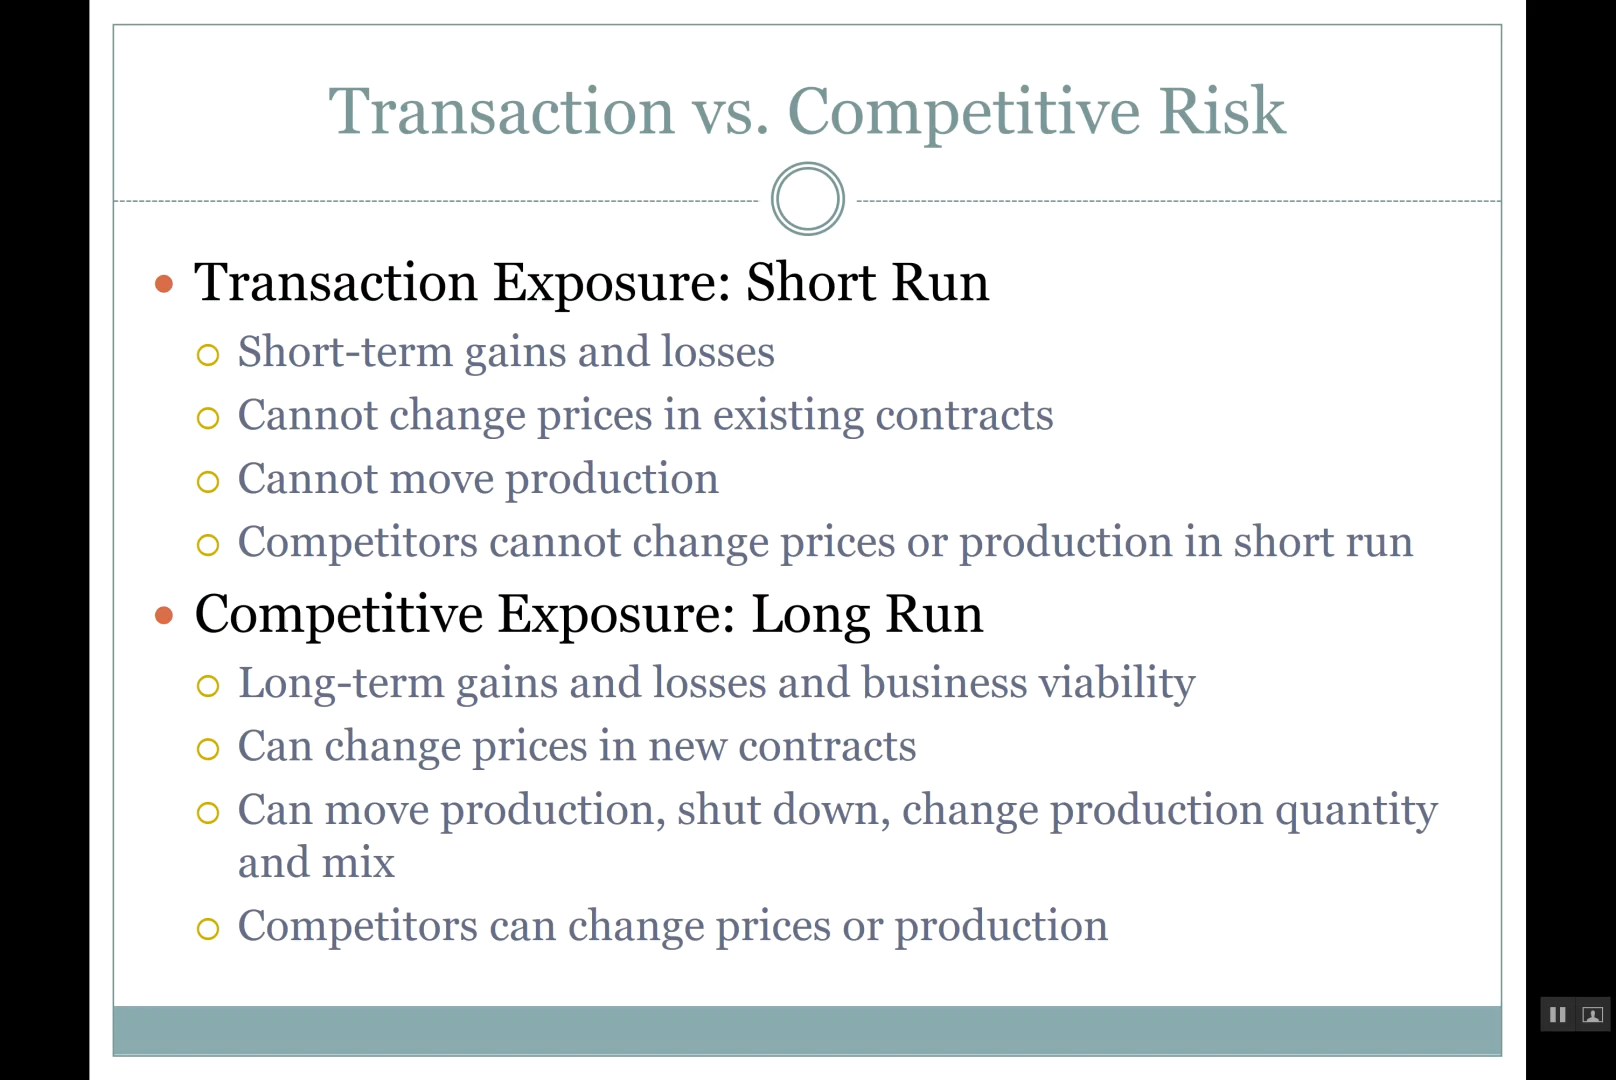 Transaction vs. Competitive Risk
Transaction Exposure: Short Run
Short-term gains and losses
Cannot change prices in existing contracts
Cannot move production
Competitors cannot change prices or production in short run
Competitive Exposure: Long Run
Long-term gains and losses and business viability
Can change prices in new contracts
Can move production, shut down, change production quantity
and mix
Competitors can change prices or production